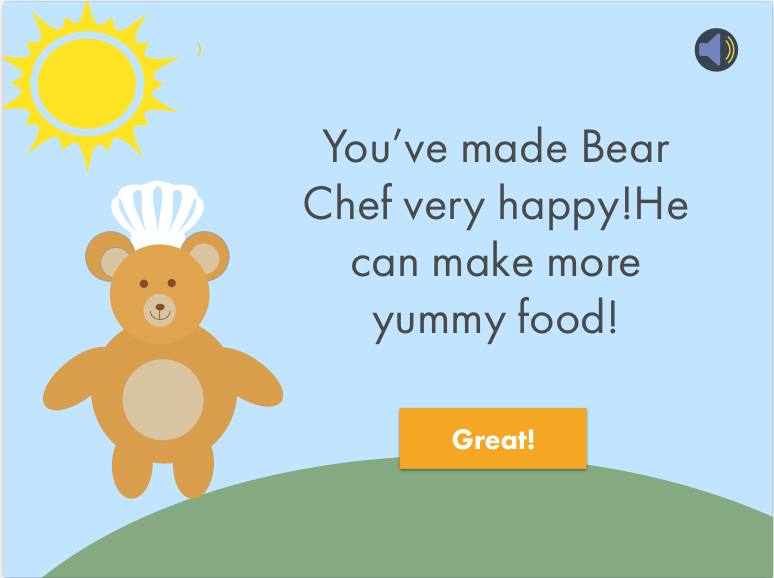 You’ve made Bear
Chef very happy!He
can make more
yummy food!
Great!